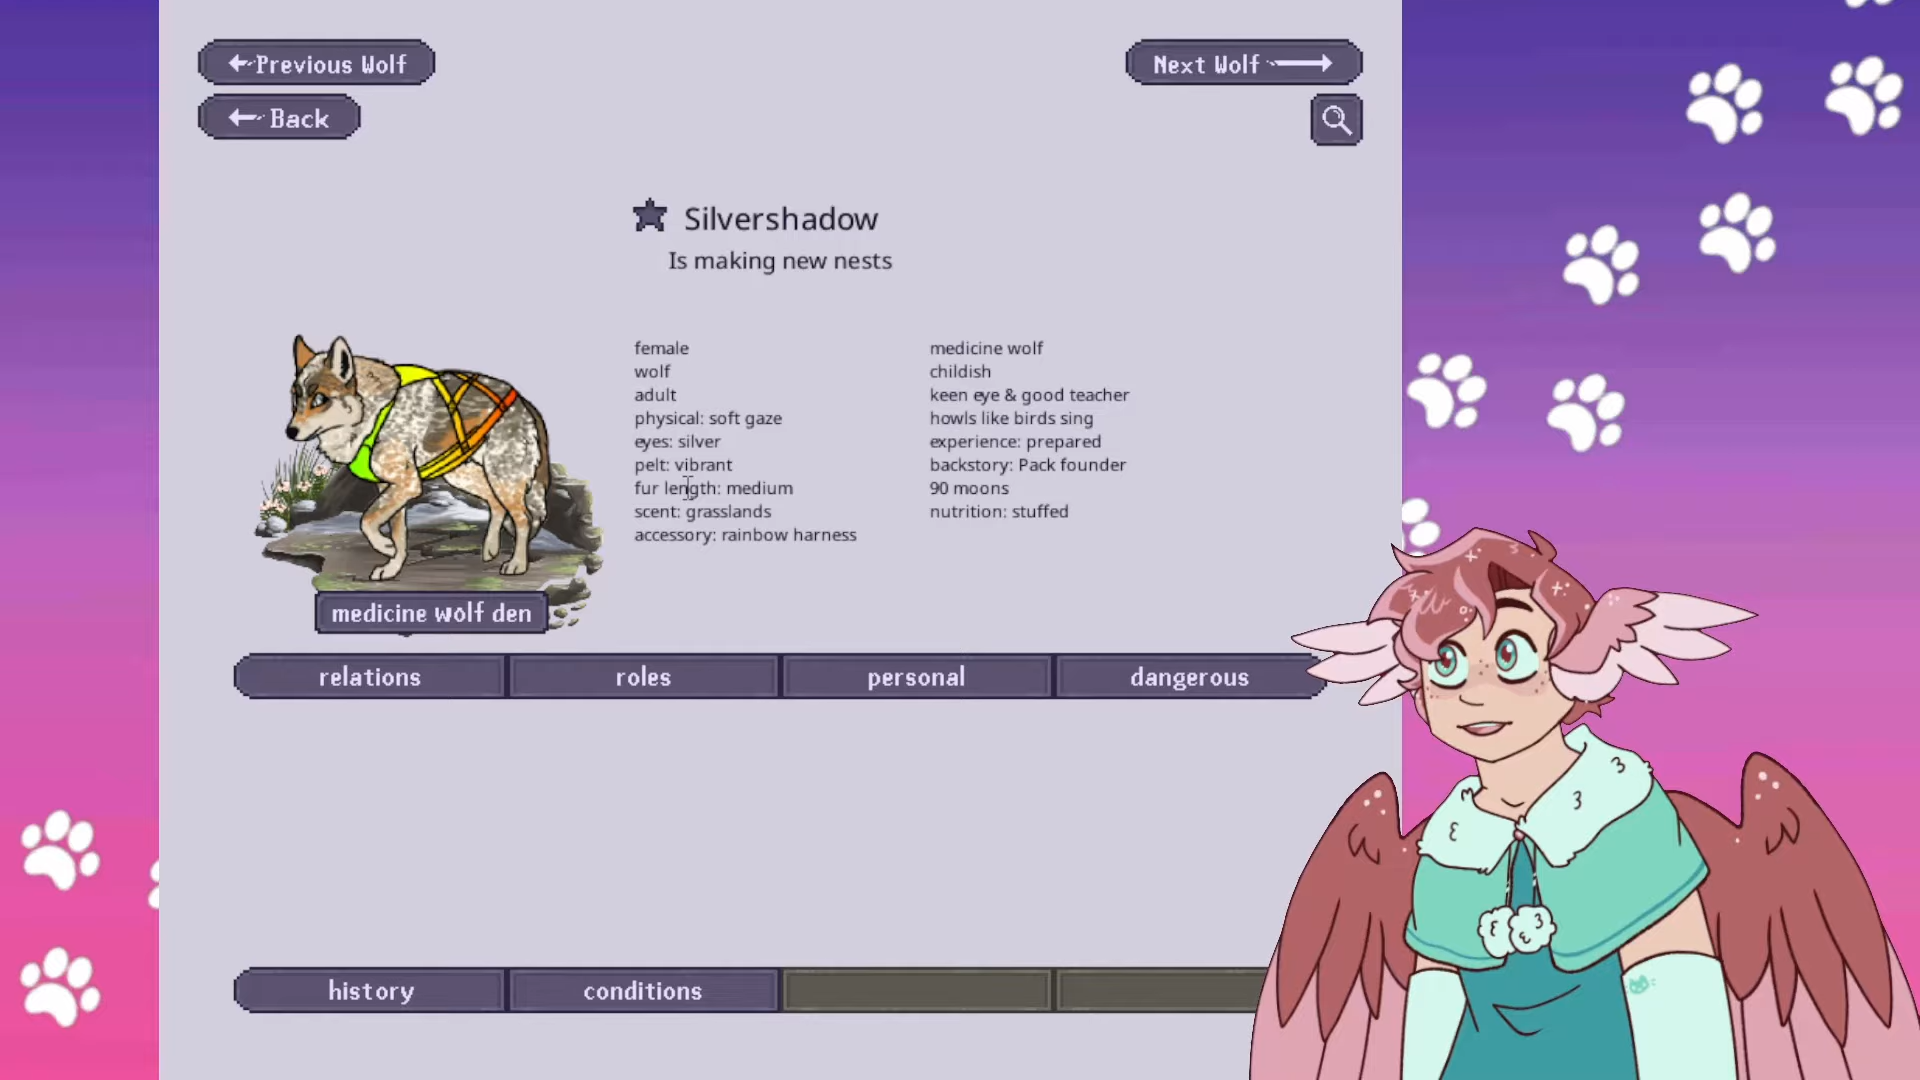 Previous Wolf
Next Wolf
Back
Silvershadow
Is making new nests
female
wolf
adult
physical: soft gaze
eyes: silver
pelt: vibrant
fur length: medium
scent: grasslands
accessory: rainbow harness
medicine wolf
childish
keen eye & good teacher
howls like birds sing
experience: prepared
backstory: Pack founder
90 moons
nutrition: stuffed
medicine wolf den
relations
roles
personal
dangerous
history
conditions